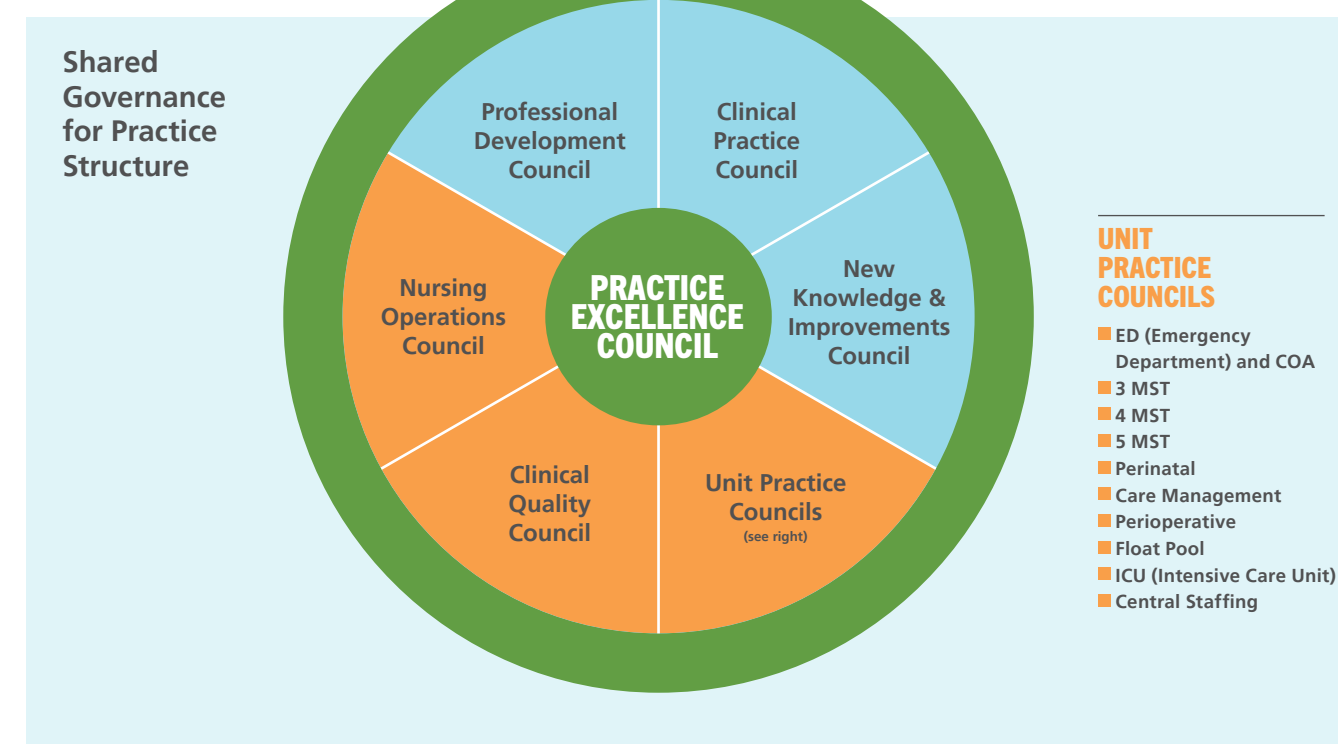 Shared
Governance
for Practice
Structure
Professional
Development
Council
Clinical
Practice
Council
Nursing
Operations
Council
PRACTICE
EXCELLENCE
COUNCIL
New
Knowledge &
Improvements
Council
Clinical
Quality
Council
Unit Practice
Councils
(see right)
UNIT
PRACTICE
COUNCILS
ED (Emergency
Department) and COA
3 MST
4 MST
5 MST
Perinatal
Care Management
Perioperative
Float Pool
ICU (Intensive Care Unit)
Central Staffing